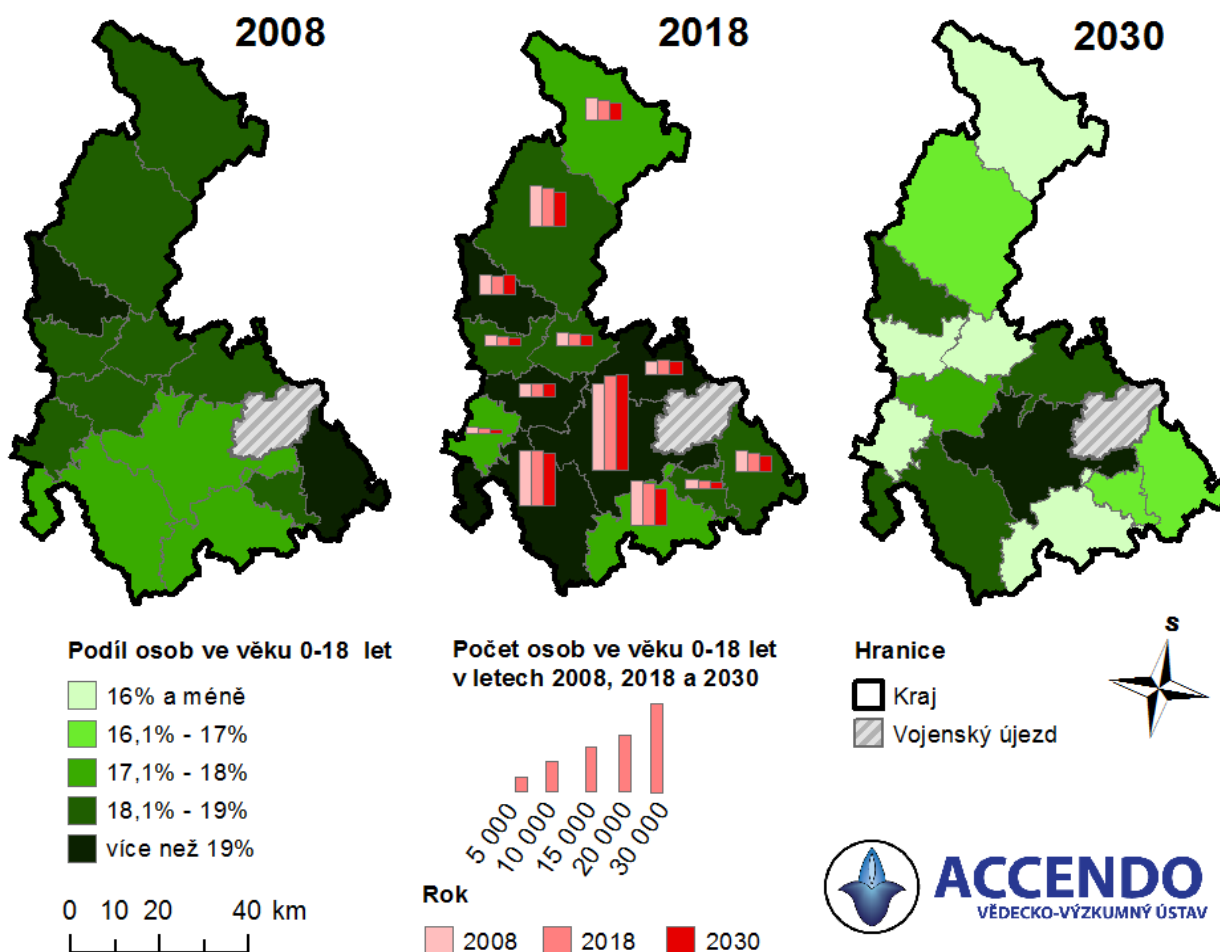 2008
2018
2030
Podíl osob ve věku 0-18 let
16% a méně
16,1% - 17%
17,1% - 18%
18,1% - 19%
více než 19%
0 10 20 40 km
Počet osob ve věku 0-18 let
v letech 2008, 2018 a 2030
5 000
10 000
15 000
20 000
30 000
Rok
2008
2018
2030
Hranice
Kraj
Vojenský újezd
S
ACCENDO
VĚDECKO-VÝZKUMNÝ ÚSTAV